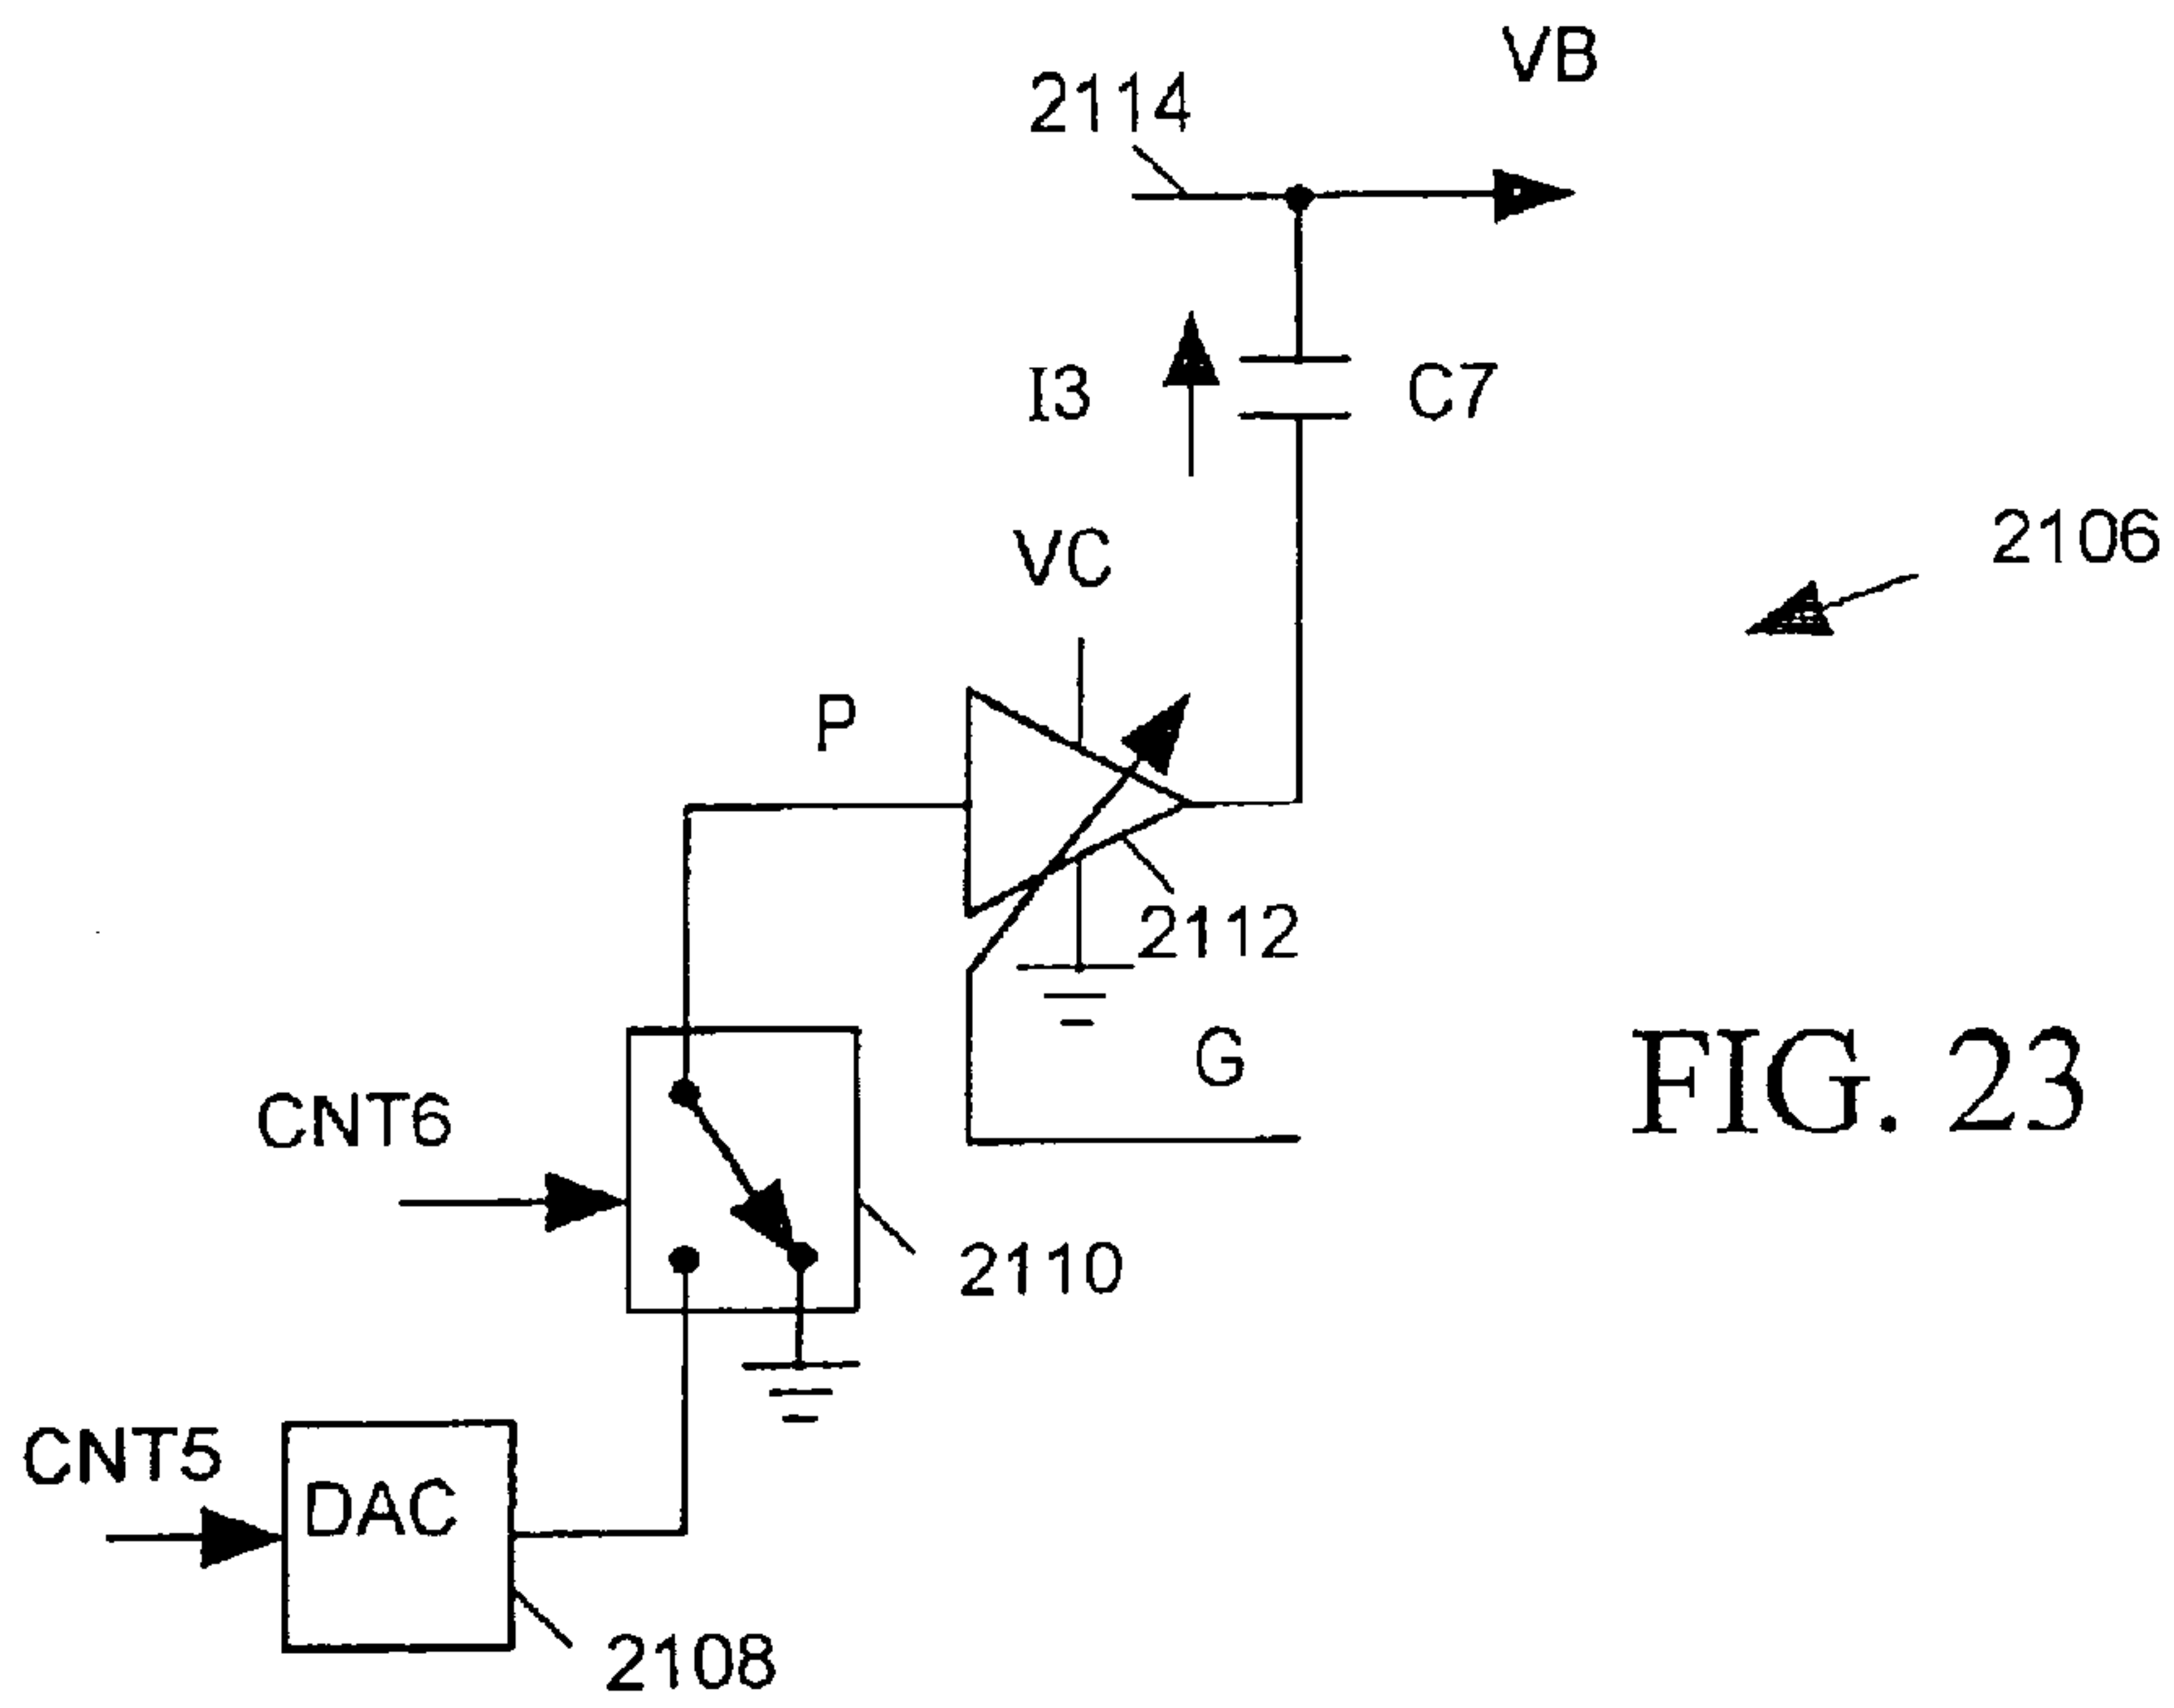 VB
2114
I3
C7
VC
2106
P
2112
G
FIG. 23
CNT6
2110
CNT5
DAC
2108